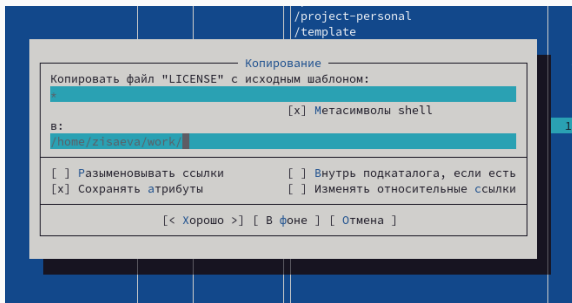 /project-personal
/template
Копирование
Копировать файл "LICENSE" с исходным шаблоном:
*
[x] Метасимволы shell
в:
1
/home/zisaeva/work/
[ ] Разыменовывать ссылки [ ] Внутрь подкаталога, если есть
[x] Сохранять атрибуты [ ] Изменять относительные ссылки
[< Хорошо >] [ В фоне ] [ Отмена ]